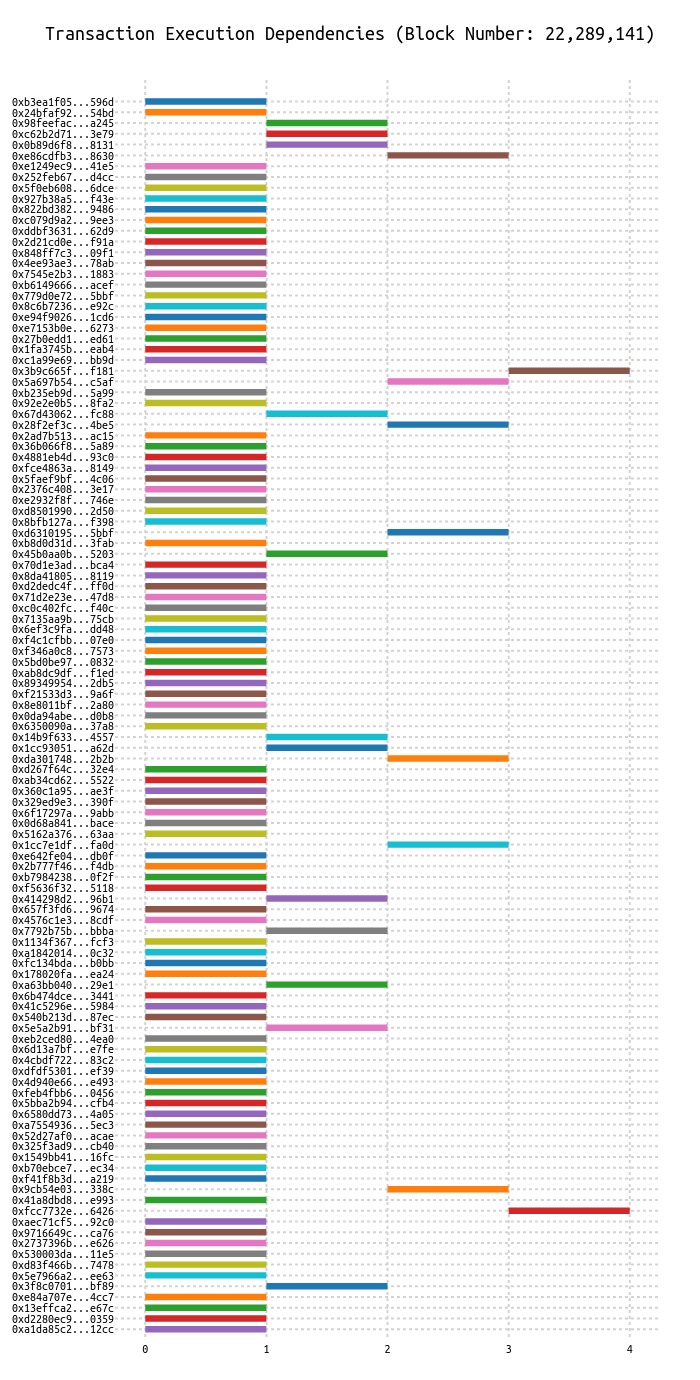 Transaction Execution Dependencies (Block Number: 22,289,141)
0xb3ea1f05...596d
0x24bfaf92...54bd
0x98feefac...a245
0xc62b2d71...3e79
0x0b89d6f8...8131
0xe86cdfb3...8630
0xe1249ec9...41e5
0x252feb67...d4cc
0x5f0eb608...6dce
0x927b38a5...f43e
0x822bd382...9486
0xc079d9a2...9ee3
0xddbf3631...62d9
0x2d21cd0e...f91a
0x848ff7c3...09f1
0x4ee93ae3...78ab
0x7545e2b3...1883
0xb6149666...acef
0x779d0e72...5bbf
0x8c6b7236...e92c
0xe94f9026...1cd6
0xe7153b0e...6273
0x27b0edd1...ed61
0x1fa3745b...eab4
0xc1a99e69...bb9d
0x3b9c665f...f181
0x5a697b54...c5af
0xb235eb9d...5a99
0x92e2e0b5...8fa2
0x67d43062...fc88
0x28f2ef3c...4be5
0x2ad7b513...ac15
0x36b066f8...5a89
0x4881eb4d...93c0
0xfce4863a...8149
0x5faef9bf...4c06
0x2376c408...3e17
0xe2932f8f...746e
0xd8501990...2d50
0x8bfb127a...f398
0xd6310195...5bbf
0xb8d0d31d...3fab
0x45b0aa0b...5203
0x70d1e3ad...bca4
0x8da41805...8119
0xd2dedc4f...ff0d
0x71d2e23e...47d8
0xc0c402fc...f40c
0x7135aa9b...75cb
0x6ef3c9fa...dd48
0xf4c1cfbb...07e0
0xf346a0c8...7573
0x5bd0be97...0832
0xab8dc9df...f1ed
0x89349954...2db5
0xf21533d3...9a6f
0x8e8011bf...2a80
0x0da94abe...d0b8
0x6350090a...37a8
0x14b9f633...4557
0x1cc93051...a62d
0xda301748...2b2b
0xd267f64c...32e4
0xab34cd62...5522
0x360c1a95...ae3f
0x329ed9e3...390f
0x6f17297a...9abb
0x0d68a841...bace
0x5162a376...63aa
0x1cc7e1df...fa0d
0xe642fe04...db0f
0x2b777f46...f4db
0xb7984238...0f2f
0xf5636f32...5118
0x414298d2...96b1
0x657f3fd6...9674
0x4576c1e3...8cdf
0x7792b75b...bbba
0x1134f367...fcf3
0xa1842014...0c32
0xfc134bda...b0bb
0x178020fa...ea24
0xa63bb040...29e1
0x6b474dce...3441
0x41c5296e...5984
0x540b213d...87ec
0x5e5a2b91...bf31
0xeb2ced80...4ea0
0x6d13a7bf...e7fe
0x4cbdf722...83c2
0xdfdf5301...ef39
0x4d940e66...e493
0xfeb4fbb6...0456
0x5bba2b94...cfb4
0x6580dd73...4a05
0xa7554936...5ec3
0x52d27af0...acae
0x325f3ad9...cb40
0x1549bb41...16fc
0xb70ebce7...ec34
0xf41f8b3d...a219
0x9cb54e03...338c
0x41a8dbd8...e993
0xfcc7732e...6426
0xaec71cf5...92c0
0x9716649c...ca76
0x2737396b...e626
0x530003da...11e5
0xd83f466b...7478
0x5e7966a2...ee63
0x3f8c0701...bf89
0xe84a707e...4cc7
0x13effca2...e67c
0xd2280ec9...0359
0xa1da85c2...12cc
0 1 2 3 4